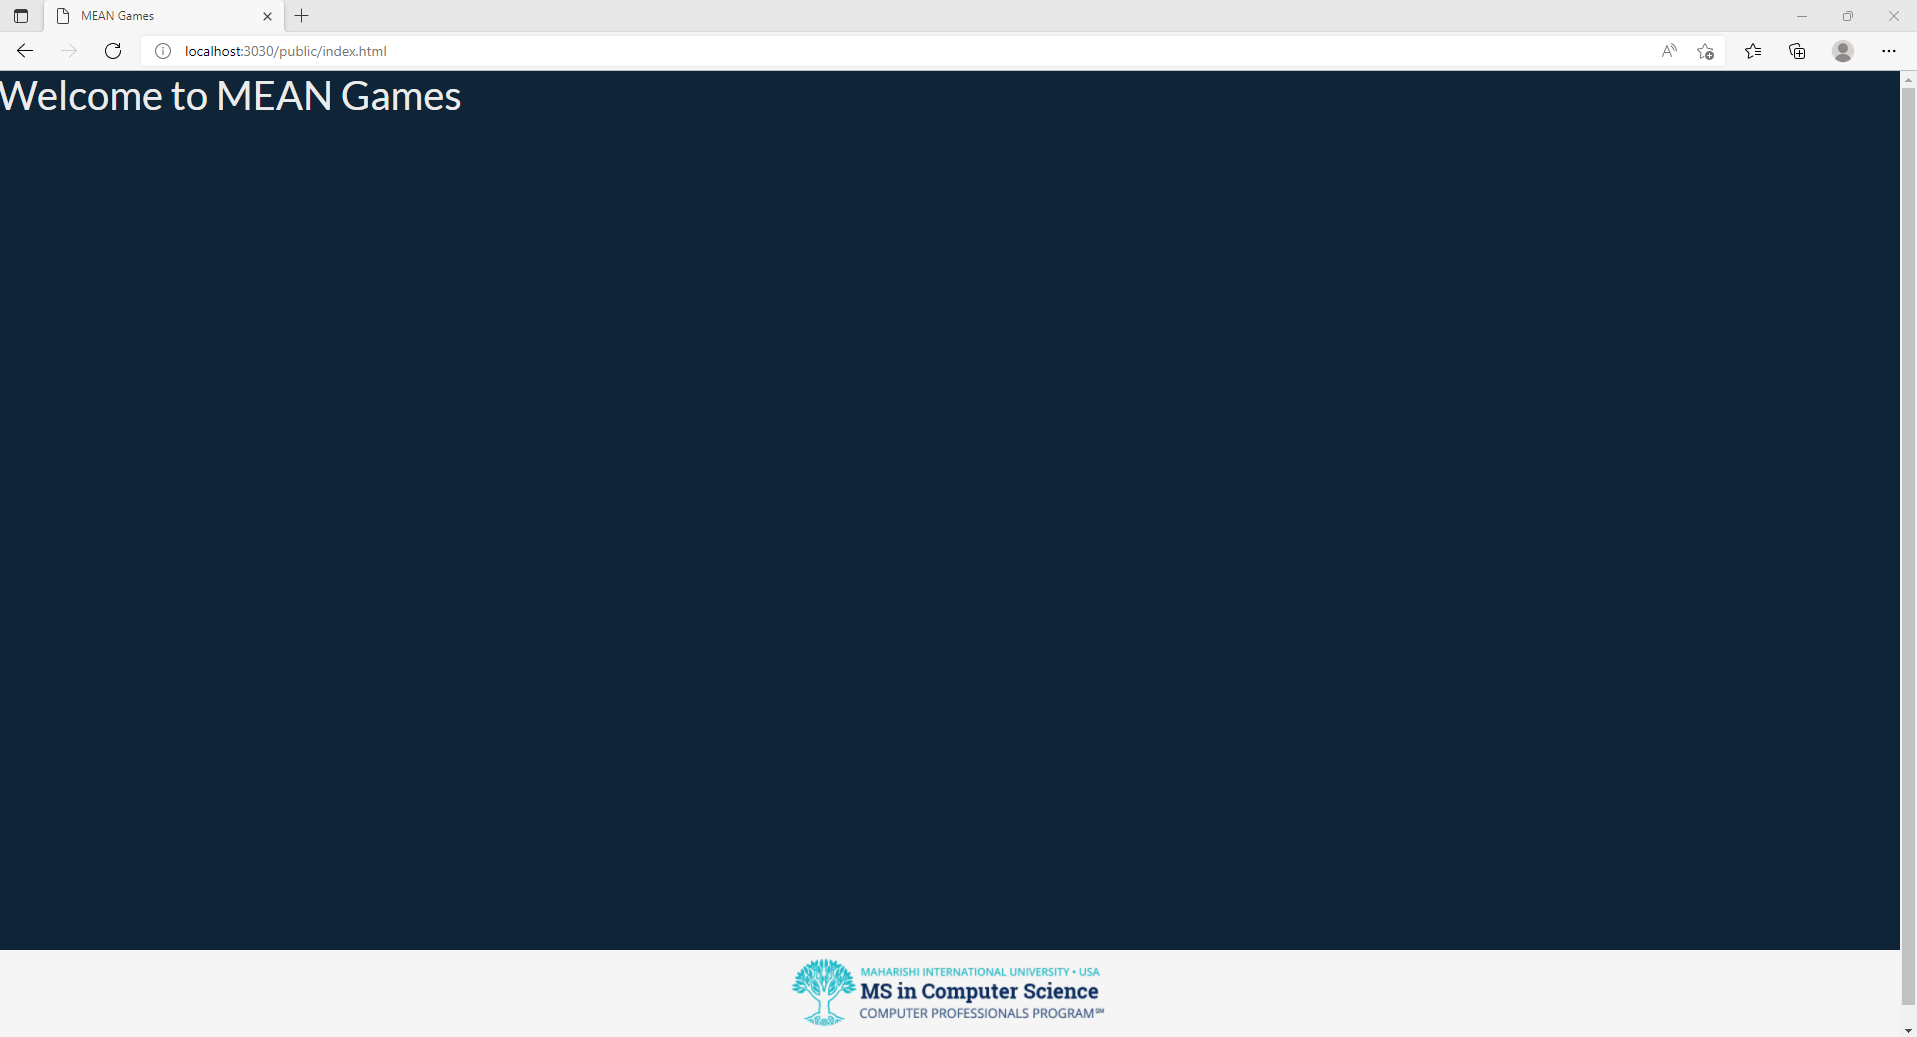 MEAN Games
localhost:3030/public/index.html
Welcome to MEAN Games
MAHARISHI INTERNATIONAL UNIVERSITY • USA
MS in Computer Science
COMPUTER PROFESSIONALS PROGRAM℠